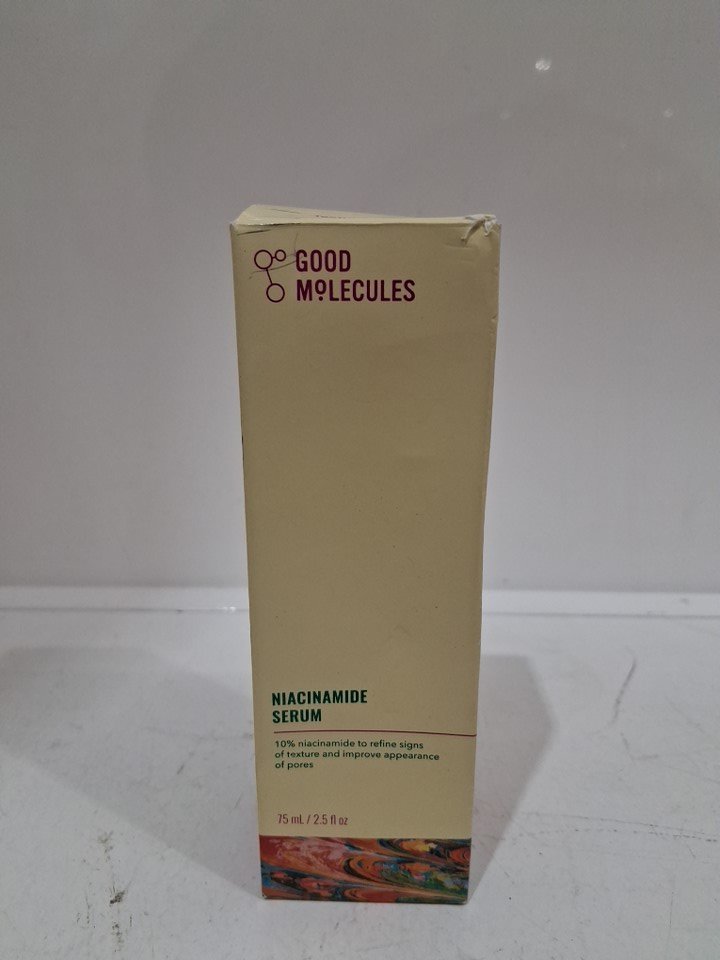 GOOD
MOLECULES
NIACINAMIDE
SERUM
10% niacinamide to refine signs
of texture and improve appearance
of pores
75 mL / 2.5 fl oz